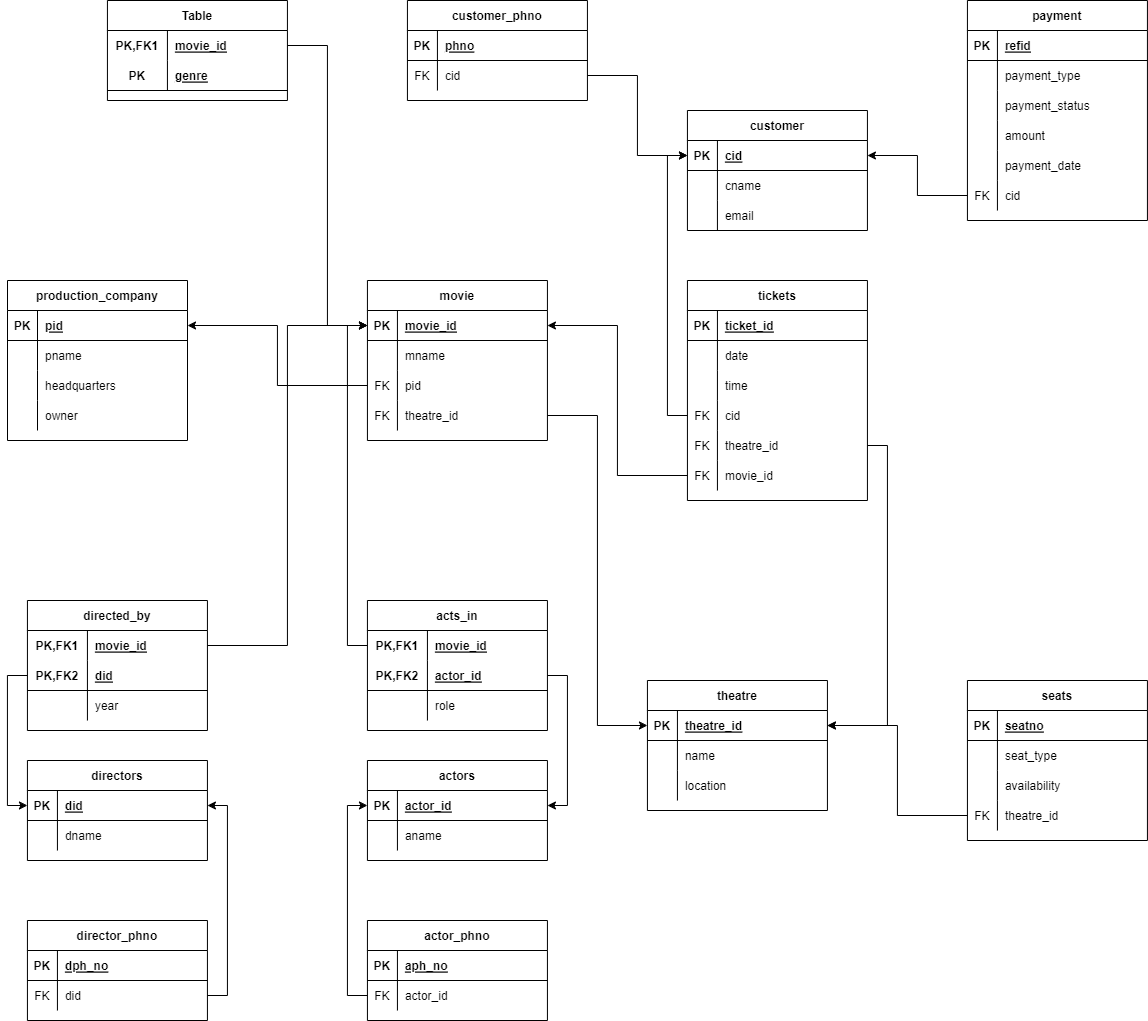 Table
PK,FK1 movie_id
PK genre
customer_phno
PK phno
FK cid
payment
PK refid
payment_type
payment_status
amount
payment_date
FK cid
customer
PK cid
cname
email
production_company
PK pid
pname
headquarters
owner
movie
PK movie_id
mname
FK pid
FK theatre_id
tickets
PK ticket_id
date
time
FK cid
FK theatre_id
FK movie_id
directed_by
PK,FK1 movie_id
PK,FK2 did
year
acts_in
PK,FK1 movie_id
PK,FK2 actor_id
role
theatre
PK theatre_id
name
location
seats
PK seatno
seat_type
availability
FK theatre_id
directors
PK did
dname
actors
PK actor_id
aname
director_phno
PK dph_no
FK did
actor_phno
PK aph_no
FK actor_id